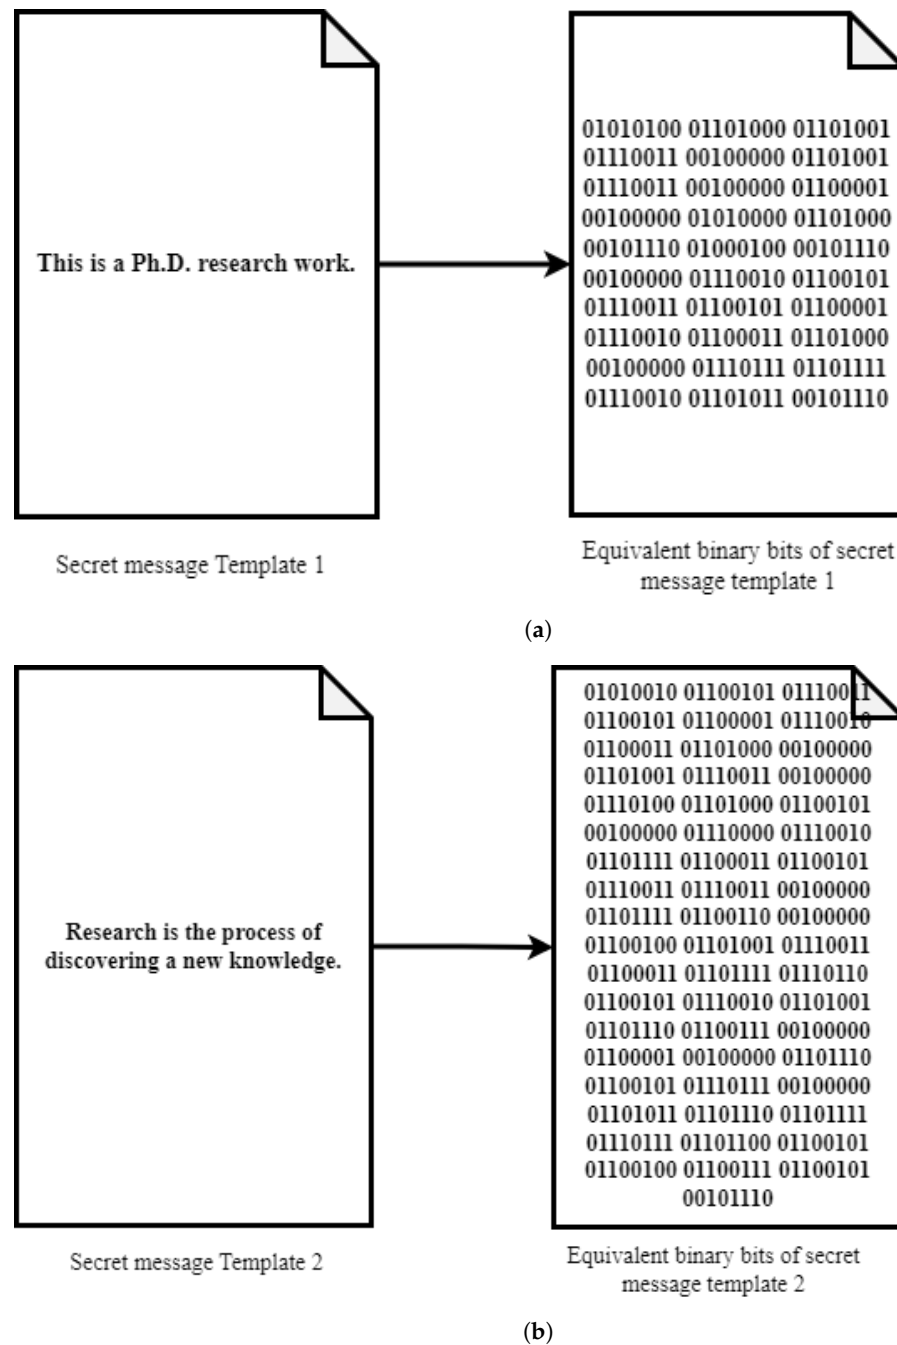 This is a Ph.D. research work.
01010100 01101000 01101001
01110011 00100000 01101001
01110011 00100000 01100001
00100000 01010000 01101000
00101110 01000100 00101110
00100000 01110010 01100101
01110011 01100101 01100001
01110010 01100011 01101000
00100000 01110111 01101111
01110010 01101011 00101110
Secret message Template 1
Equivalent binary bits of secret
message template 1
(a)
Research is the process of
discovering a new knowledge.
01010010 01100101 01110011
01100101 01100001 01110010
01100011 01101000 00100000
01101001 01110011 00100000
01110100 01101000 01100101
00100000 01110000 01110010
01101111 01100011 01100101
01110011 01110011 00100000
01101111 01100110 00100000
01100100 01101001 01110011
01100011 01101111 01110110
01100101 01110010 01101001
01101110 01100111 00100000
01100001 00100000 01101110
01100101 01110111 00100000
01101011 01101110 01101111
01110111 01101100 01100101
01100100 01100111 01100101
00101110
Secret message Template 2
Equivalent binary bits of secret
message template 2
(b)